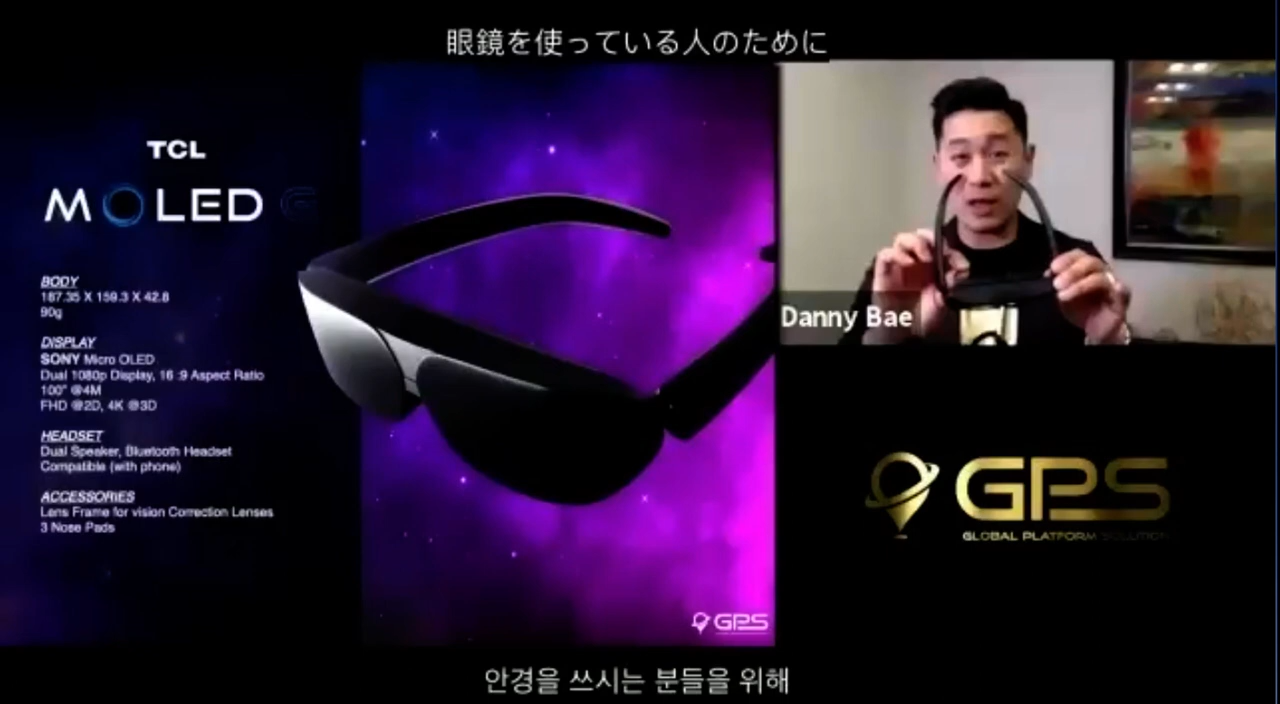 眼鏡を使っている人のために
TCL
MOLED G
BODY
187.35 X 159.3 X 42.8
90g
DISPLAY
SONY Micro OLED
Dual 1080p Display, 16 :9 Aspect Ratio
100" @4M
FHD @2D, 4K @3D
HEADSET
Dual Speaker, Bluetooth Headset
Compatible (with phone)
ACCESSORIES
Lens Frame for vision Correction Lenses
3 Nose Pads
GPS
Danny Bae
GPS
GLOBAL PLATFORM SOLUTION
안경을 쓰시는 분들을 위해